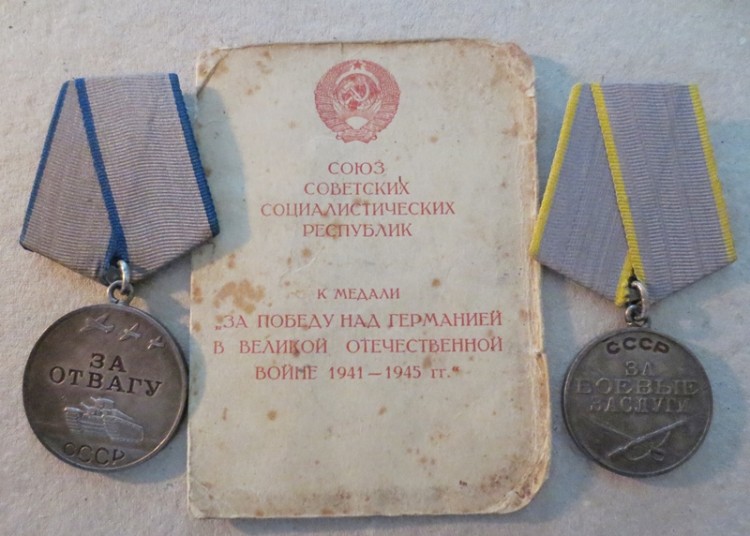 ЗА
ОТВАГУ
СССР
СОЮЗ
СОВЕТСКИХ
СОЦИАЛИСТИЧЕСКИХ
РЕСПУБЛИК
К МЕДАЛИ
„ЗА ПОБЕДУ НАД ГЕРМАНИЕЙ
В ВЕЛИКОЙ ОТЕЧЕСТВЕННОЙ
ВОЙНЕ 1941—1945 гг."
СССР
ЗА
БОЕВЫЕ
ЗАСЛУГИ